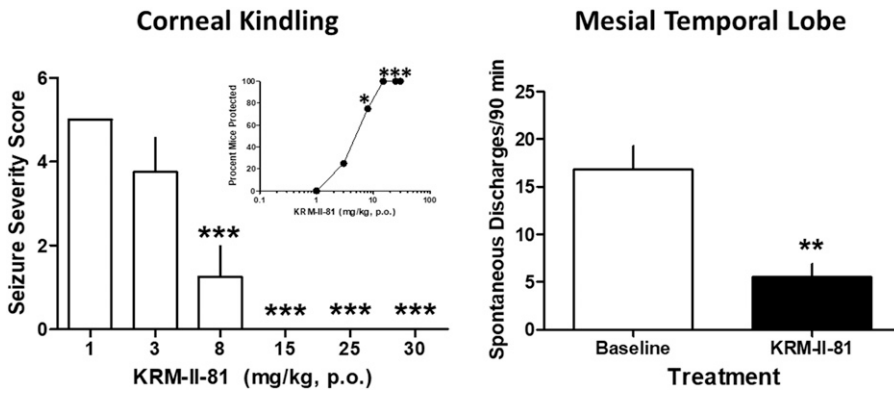 Corneal Kindling
Mesial Temporal Lobe
Seizure Severity Score
6
4
2
0
***
***
***
***
1 3 8 15 25 30
KRM-II-81 (mg/kg, p.o.)
Procent Mice Protected
100
80
60
40
20
0
*
***
0.1 1 10 100
KRM-II-81 (mg/kg, p.o.)
Spontaneous Discharges/90 min
25
20
15
10
5
0
**
Baseline KRM-II-81
Treatment